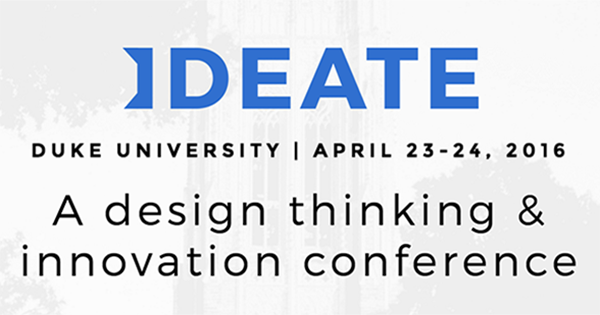 IDEATE
DUKE UNIVERSITY | APRIL 23-24, 2016
A design thinking &
innovation conference